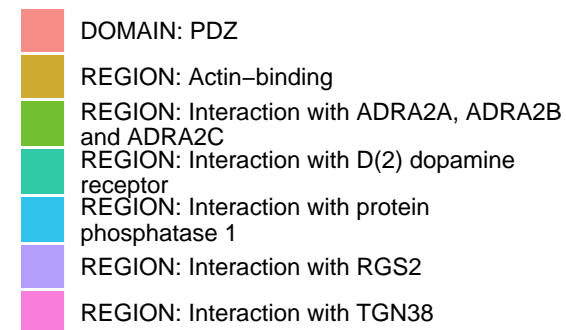 DOMAIN: PDZ
REGION: Actin−binding
REGION: Interaction with ADRA2A, ADRA2B
and ADRA2C
REGION: Interaction with D(2) dopamine
receptor
REGION: Interaction with protein
phosphatase 1
REGION: Interaction with RGS2
REGION: Interaction with TGN38